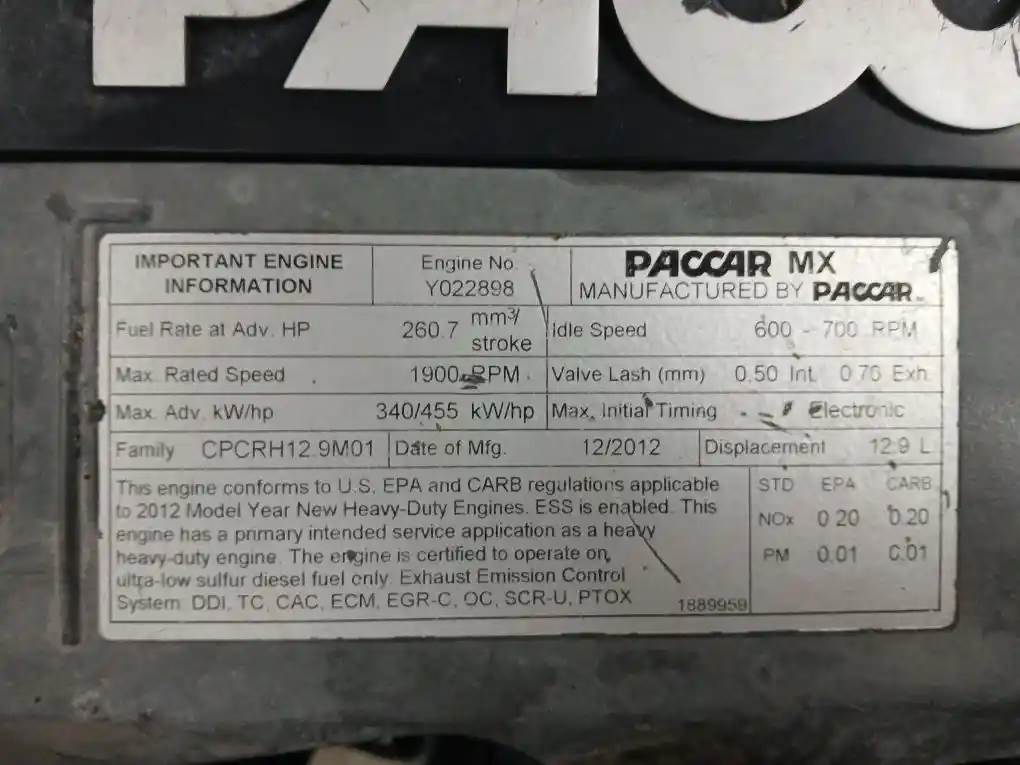 PACC
IMPORTANT ENGINE INFORMATION
Engine No.
Y022898
PACCAR MX
MANUFACTURED BY PACCAR
Fuel Rate at Adv. HP 260.7 mm³/stroke
Idle Speed 600 - 700 RPM
Max. Rated Speed 1900 RPM
Valve Lash (mm) 0.50 Int. 0.70 Exh.
Max. Adv. kW/hp 340/455 kW/hp
Max. Initial Timing Electronic
Family CPCRH12.9M01
Date of Mfg. 12/2012
Displacement 12.9 L
This engine conforms to U.S. EPA and CARB regulations applicable
to 2012 Model Year New Heavy-Duty Engines. ESS is enabled. This
engine has a primary intended service application as a heavy
heavy-duty engine. The engine is certified to operate on
ultra-low sulfur diesel fuel only. Exhaust Emission Control
System: DDI, TC, CAC, ECM, EGR-C, OC, SCR-U, PTOX
1889959
STD EPA CARB
NOx 0.20 0.20
PM 0.01 0.01